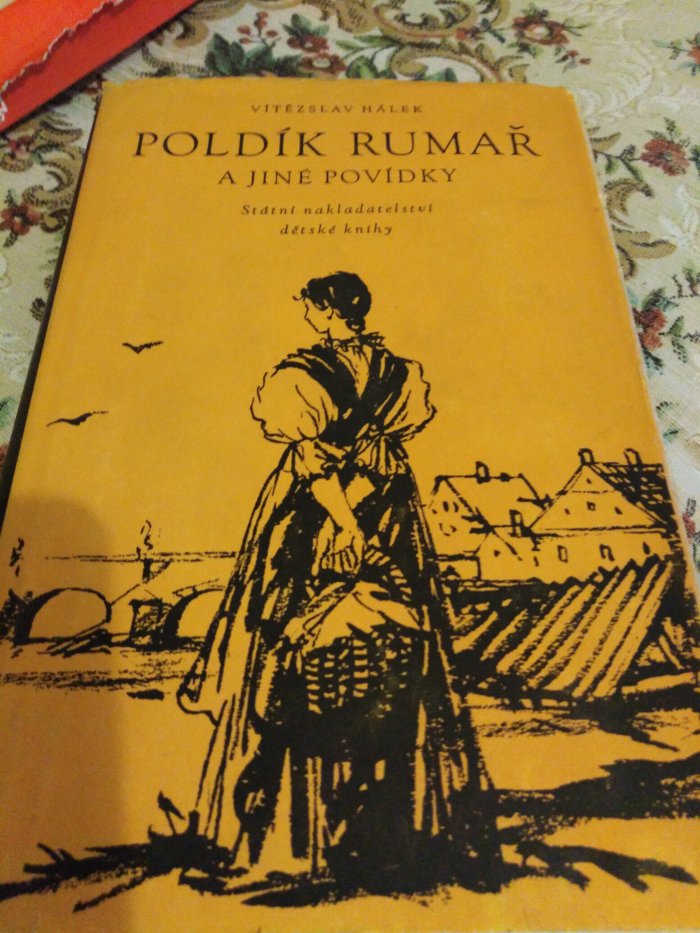 VÍTĚZSLAV HÁLEK
POLDÍK RUMAŘ
A JINÉ POVÍDKY
Státní nakladatelství
dětské knihy